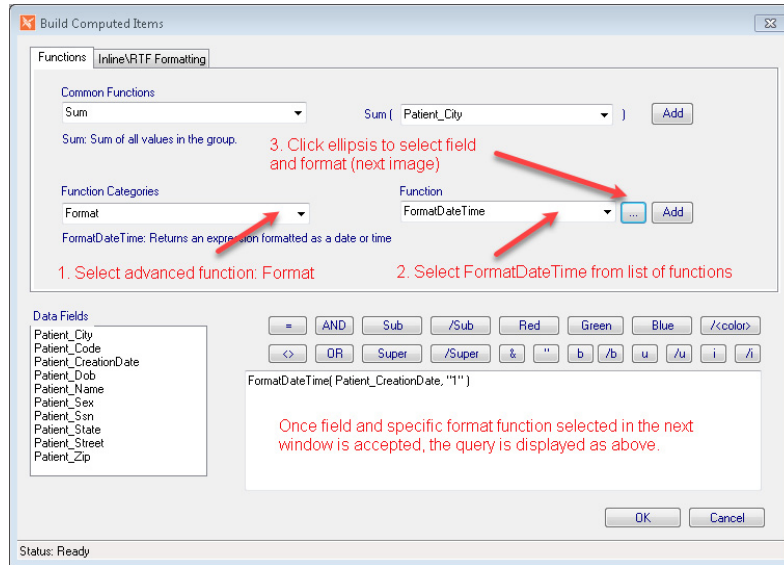 Build Computed Items
Functions
Inline\RTF Formatting
Common Functions
Sum
Sum ( Patient_City )
Add
Sum: Sum of all values in the group.
3. Click ellipsis to select field
and format (next image)
Function Categories
Function
Format
FormatDateTime
...
Add
FormatDateTime: Returns an expression formatted as a date or time
1. Select advanced function: Format
2. Select FormatDateTime from list of functions
Data Fields
Patient_City
Patient_Code
Patient_CreationDate
Patient_Dob
Patient_Name
Patient_Sex
Patient_Ssn
Patient_State
Patient_Street
Patient_Zip
= AND Sub /Sub Red Green Blue /<color>
<> OR Super /Super & " b /b u /u i /i
FormatDateTime( Patient_CreationDate, "1" )
Once field and specific format function selected in the next
window is accepted, the query is displayed as above.
OK
Cancel
Status: Ready